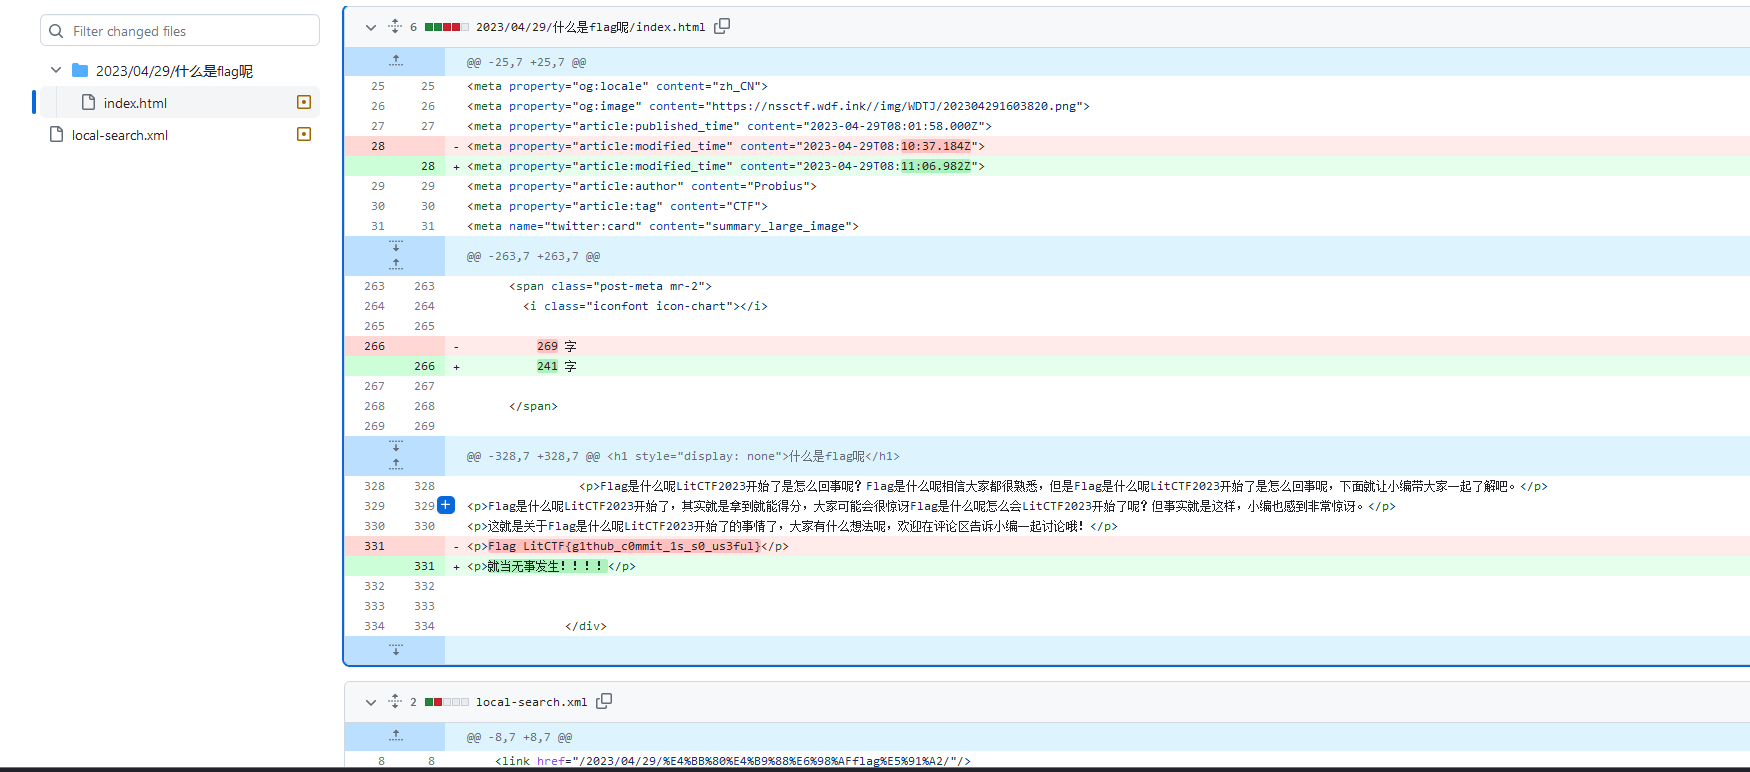 Filter changed files
2023/04/29/什么是flag呢
index.html
local-search.xml
6 2023/04/29/什么是flag呢/index.html
@@ -25,7 +25,7 @@
25 25 <meta property="og:locale" content="zh_CN">
26 26 <meta property="og:image" content="https://nssctf.wdf.ink//img/WDTJ/202304291603820.png">
27 27 <meta property="article:published_time" content="2023-04-29T08:01:58.000Z">
28 - <meta property="article:modified_time" content="2023-04-29T08:10:37.184Z">
28 + <meta property="article:modified_time" content="2023-04-29T08:11:06.982Z">
29 29 <meta property="article:author" content="Probius">
30 30 <meta property="article:tag" content="CTF">
31 31 <meta name="twitter:card" content="summary_large_image">
@@ -263,7 +263,7 @@
263 263 <span class="post-meta mr-2">
264 264 <i class="iconfont icon-chart"></i>
265 265
266 - 269 字
266 + 241 字
267 267
268 268 </span>
269 269
@@ -328,7 +328,7 @@ <h1 style="display: none">什么是flag呢</h1>
328 328 <p>Flag是什么呢LitCTF2023开始了是怎么回事呢？Flag是什么呢相信大家都很熟悉，但是Flag是什么呢LitCTF2023开始了是怎么回事呢，下面就让小编带大家一起了解吧。</p>
329 329 <p>Flag是什么呢LitCTF2023开始了，其实就是拿到就能得分，大家可能会很惊讶Flag是什么呢怎么会LitCTF2023开始了呢？但事实就是这样，小编也感到非常惊讶。</p>
330 330 <p>这就是关于Flag是什么呢LitCTF2023开始了的事情了，大家有什么想法呢，欢迎在评论区告诉小编一起讨论哦！</p>
331 - <p>Flag LitCTF{g1thub_c0mmit_1s_s0_us3ful}</p>
331 + <p>就当无事发生！！！！</p>
332 332
333 333
334 334 </div>
2 local-search.xml
@@ -8,7 +8,7 @@
8 8 <link href="/2023/04/29/%E4%BB%80%E4%B9%88%E6%98%AFflag%E5%91%A2/"/>